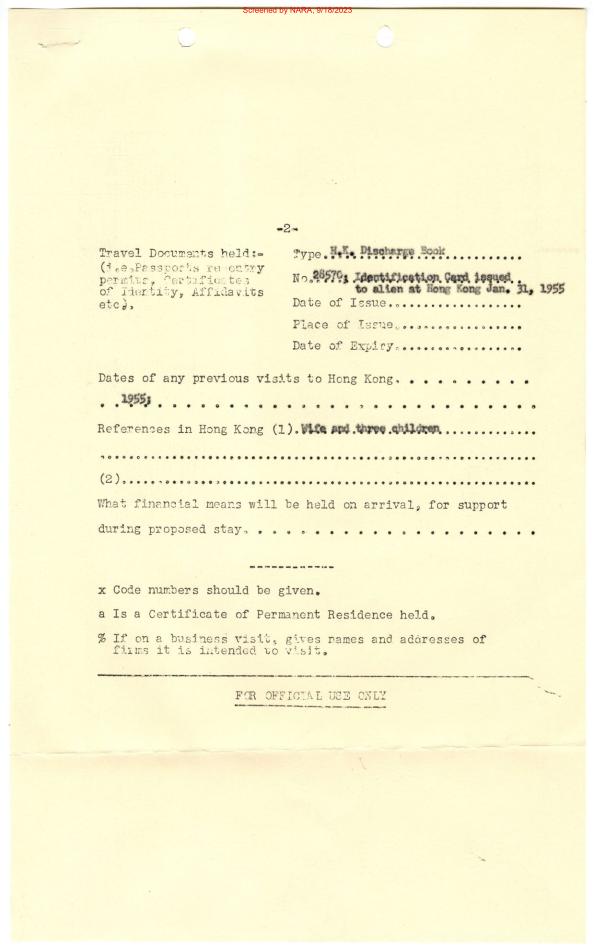 Screened by NARA, 9/18/2023
-2-
Travel Documents held:-
(i.e. Passports re entry
permits, Certificates
of Identity, Affidavits
etc).
Type. H.K. Discharge Book
No. 28570; Identification Card issued
to alien at Hong Kong Jan. 31, 1955
Date of Issue.
Place of Issue.
Date of Expiry.
Dates of any previous visits to Hong Kong.
1955;
References in Hong Kong (1). Wife and three children
(2).
What financial means will be held on arrival, for support
during proposed stay.
x Code numbers should be given.
a Is a Certificate of Permanent Residence held.
% If on a business visit, gives names and addresses of
firms it is intended to visit.
FOR OFFICIAL USE ONLY